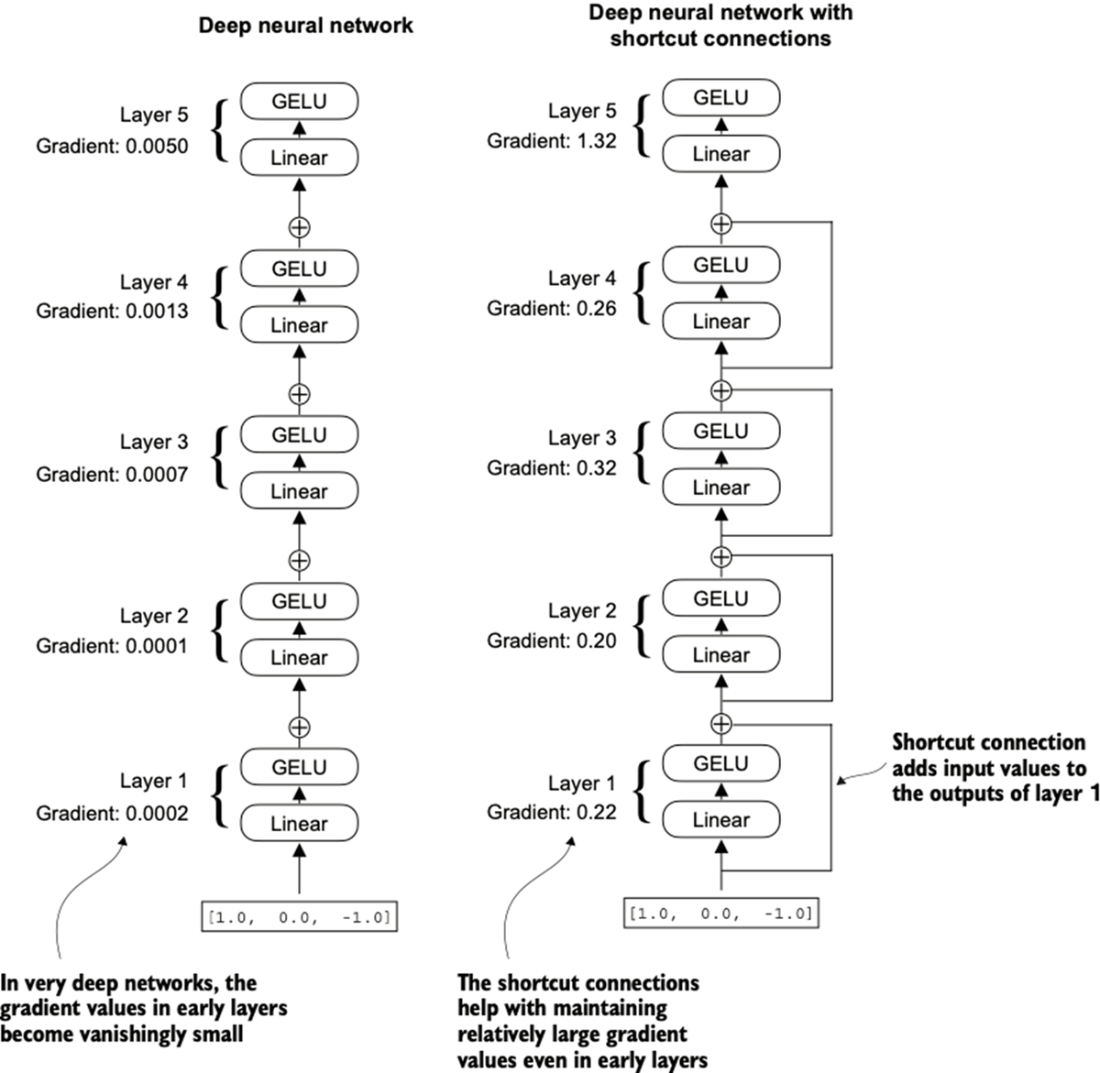 Deep neural network
GELU
Layer 5
Gradient: 0.0050
Linear
GELU
Layer 4
Gradient: 0.0013
Linear
GELU
Layer 3
Gradient: 0.0007
Linear
GELU
Layer 2
Gradient: 0.0001
Linear
GELU
Layer 1
Gradient: 0.0002
Linear
[1.0, 0.0, -1.0]
In very deep networks, the
gradient values in early layers
become vanishingly small
Deep neural network with
shortcut connections
GELU
Layer 5
Gradient: 1.32
Linear
GELU
Layer 4
Gradient: 0.26
Linear
GELU
Layer 3
Gradient: 0.32
Linear
GELU
Layer 2
Gradient: 0.20
Linear
GELU
Layer 1
Gradient: 0.22
Linear
[1.0, 0.0, -1.0]
Shortcut connection
adds input values to
the outputs of layer 1
The shortcut connections
help with maintaining
relatively large gradient
values even in early layers